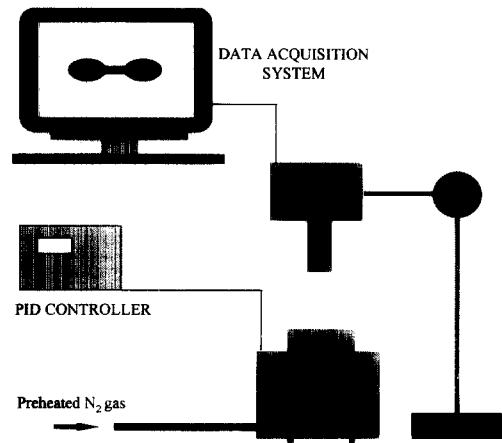 DATA ACQUISITION
SYSTEM
PID CONTROLLER
Preheated N₂ gas